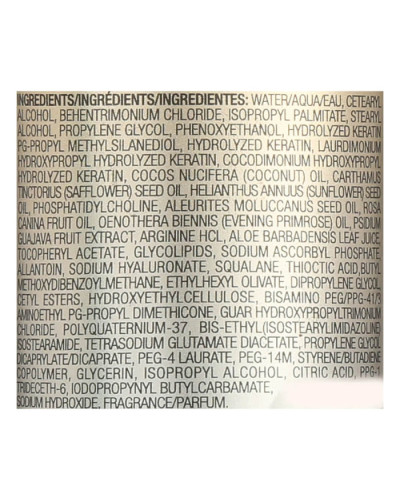 INGREDIENTS/INGRÉDIENTS/INGREDIENTES: WATER/AQUA/EAU, CETEARYL
ALCOHOL, BEHENTRIMONIUM CHLORIDE, ISOPROPYL PALMITATE, STEARYL
ALCOHOL, PROPYLENE GLYCOL, PHENOXYETHANOL, HYDROLYZED KERATIN
PG-PROPYL METHYLSILANEDIOL, HYDROLYZED KERATIN, LAURDIMONIUM
HYDROXYPROPYL HYDROLYZED KERATIN, COCODIMONIUM HYDROXYPROPYL
HYDROLYZED KERATIN, COCOS NUCIFERA (COCONUT) OIL, CARTHAMUS
TINCTORIUS (SAFFLOWER) SEED OIL, HELIANTHUS ANNUUS (SUNFLOWER) SEED
OIL, PHOSPHATIDYLCHOLINE, ALEURITES MOLUCCANUS SEED OIL, ROSA
CANINA FRUIT OIL, OENOTHERA BIENNIS (EVENING PRIMROSE) OIL, PSIDIUM
GUAJAVA FRUIT EXTRACT, ARGININE HCL, ALOE BARBADENSIS LEAF JUICE,
TOCOPHERYL ACETATE, GLYCOLIPIDS, SODIUM ASCORBYL PHOSPHATE,
ALLANTOIN, SODIUM HYALURONATE, SQUALANE, THIOCTIC ACID,BUTYL
METHOXYDIBENZOYLMETHANE, ETHYLHEXYL OLIVATE, DIPROPYLENE GLYCOL,
CETYL ESTERS, HYDROXYETHYLCELLULOSE, BISAMINO PEG/PPG-41/3
AMINOETHYL PG-PROPYL DIMETHICONE, GUAR HYDROXYPROPYLTRIMONIUM
CHLORIDE, POLYQUATERNIUM-37, BIS-ETHYL(ISOSTEARYLIMIDAZOLINE)
ISOSTEARAMIDE, TETRASODIUM GLUTAMATE DIACETATE, PROPYLENE GLYCOL
DICAPRYLATE/DICAPRATE, PEG-4 LAURATE, PEG-14M, STYRENE/BUTADIENE
COPOLYMER, GLYCERIN, ISOPROPYL ALCOHOL, CITRIC ACID, PPG-1
TRIDECETH-6, IODOPROPYNYL BUTYLCARBAMATE,
SODIUM HYDROXIDE, FRAGRANCE/PARFUM.